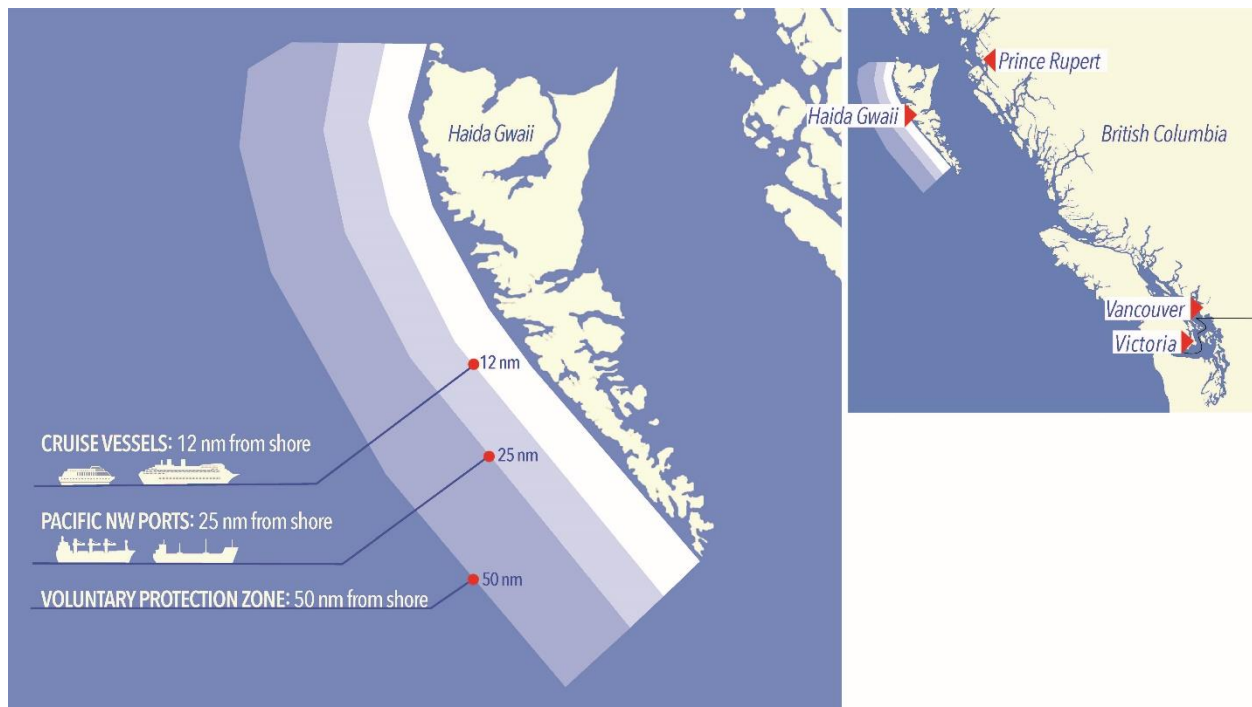 Haida Gwaii
12 nm
CRUISE VESSELS: 12 nm from shore
25 nm
PACIFIC NW PORTS: 25 nm from shore
50 nm
VOLUNTARY PROTECTION ZONE: 50 nm from shore
Prince Rupert
Haida Gwaii
British Columbia
Vancouver
Victoria